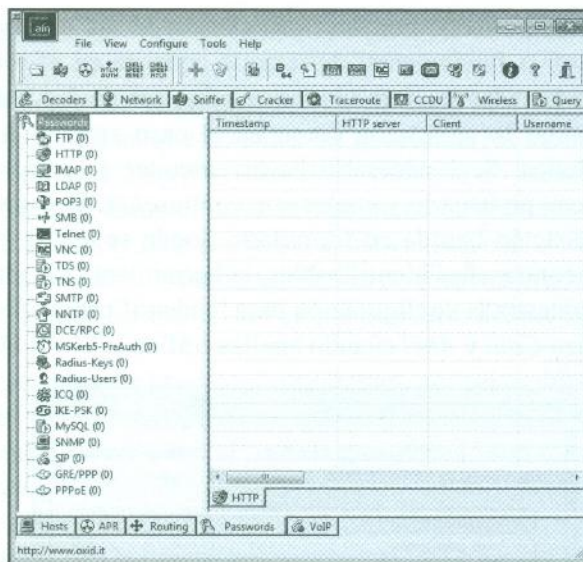 ain
File View Configure Tools Help
Decoders Network Sniffer Cracker Traceroute CCDU Wireless Query
Passwords
FTP (0)
HTTP (0)
IMAP (0)
LDAP (0)
POP3 (0)
SMB (0)
Telnet (0)
VNC (0)
TDS (0)
TNS (0)
SMTP (0)
NNTP (0)
DCE/RPC (0)
MSKerb5-PreAuth (0)
Radius-Keys (0)
Radius-Users (0)
ICQ (0)
IKE-PSK (0)
MySQL (0)
SNMP (0)
SIP (0)
GRE/PPP (0)
PPPoE (0)
Timestamp HTTP server Client Username
HTTP
Hosts APR Routing Passwords VoIP
http://www.oxid.it